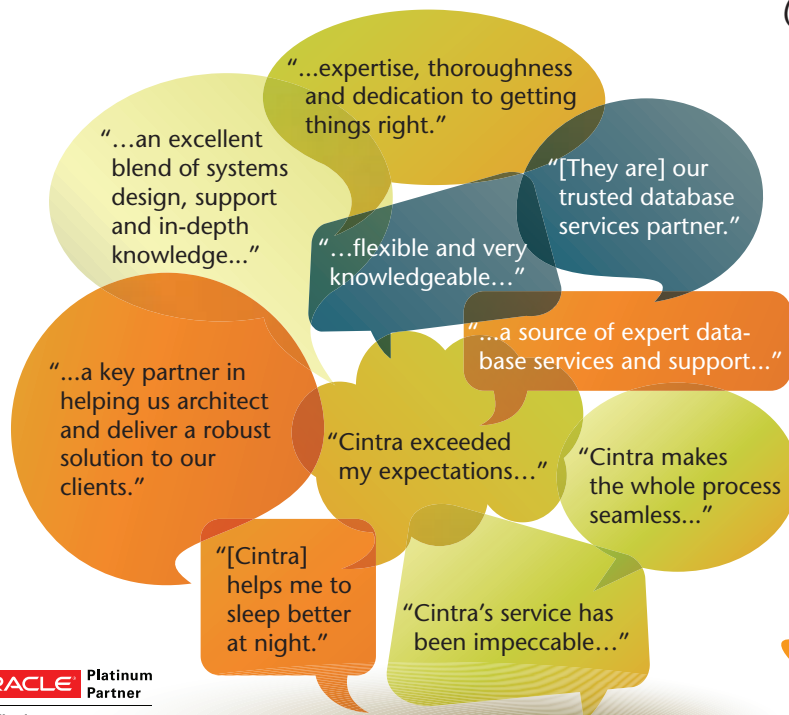 “...expertise, thoroughness
and dedication to getting
things right.”
“…an excellent
blend of systems
design, support
and in-depth
knowledge...”
“[They are] our
trusted database
services partner.”
“…flexible and very
knowledgeable…”
“...a source of expert data-
base services and support...”
“...a key partner in
helping us architect
and deliver a robust
solution to our
clients.”
“Cintra exceeded
my expectations…”
“Cintra makes
the whole process
seamless...”
“[Cintra]
helps me to
sleep better
at night.”
“Cintra’s service has
been impeccable…”
RACLE Platinum
Partner